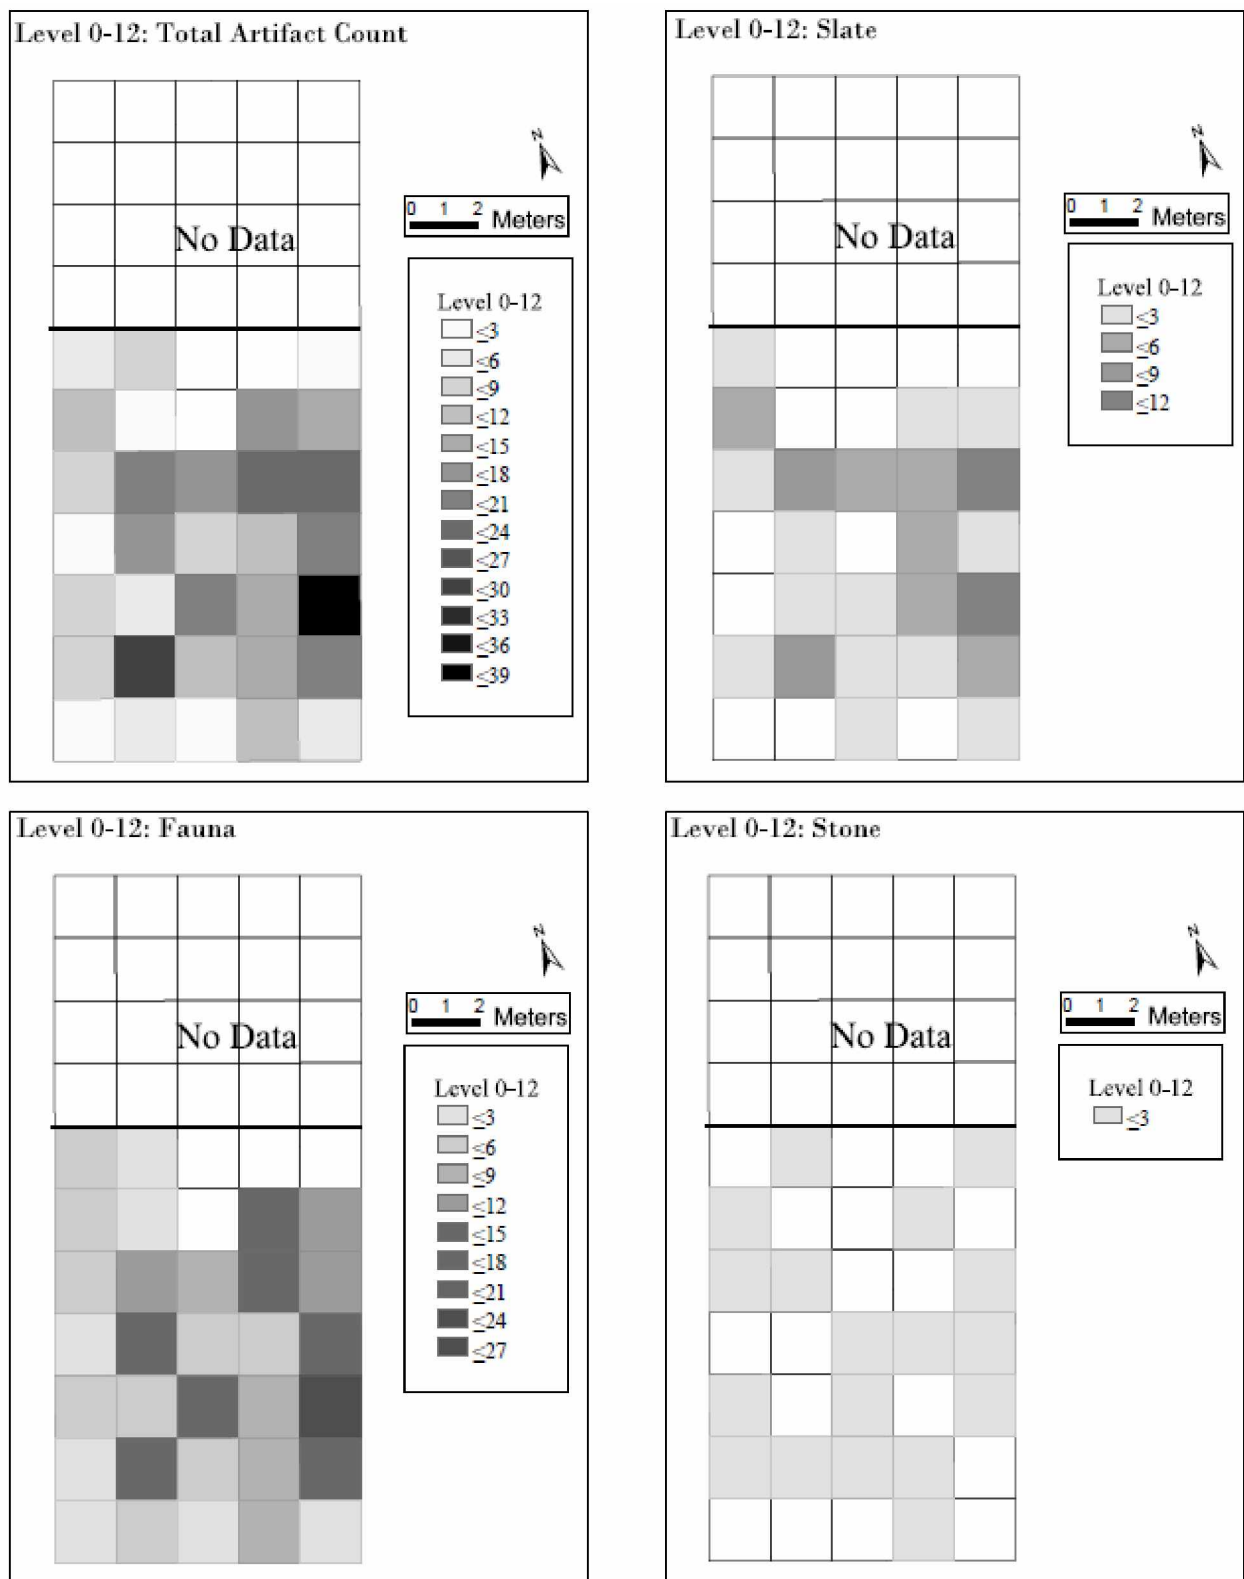 Level 0-12: Total Artifact Count
N
0 1 2
Meters
No Data
Level 0-12
≤3
≤6
≤9
≤12
≤15
≤18
≤21
≤24
≤27
≤30
≤33
≤36
≤39
Level 0-12: Slate
N
0 1 2
Meters
No Data
Level 0-12
≤3
≤6
≤9
≤12
Level 0-12: Fauna
N
0 1 2
Meters
No Data
Level 0-12
≤3
≤6
≤9
≤12
≤15
≤18
≤21
≤24
≤27
Level 0-12: Stone
N
0 1 2
Meters
No Data
Level 0-12
≤3